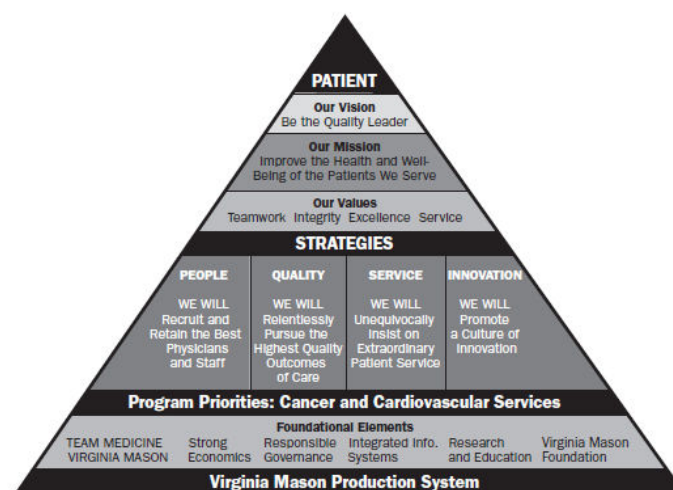 PATIENT
Our Vision
Be the Quality Leader
Our Mission
Improve the Health and Well-
Being of the Patients We Serve
Our Values
Teamwork Integrity Excellence Service
STRATEGIES
PEOPLE
WE WILL
Recruit and
Retain the Best
Physicians
and Staff
QUALITY
WE WILL
Relentlessly
Pursue the
Highest Quality
Outcomes
of Care
SERVICE
WE WILL
Unequivocally
Insist on
Extraordinary
Patient Service
INNOVATION
WE WILL
Promote
a Culture of
Innovation
Program Priorities: Cancer and Cardiovascular Services
Foundational Elements
TEAM MEDICINE
VIRGINIA MASON
Strong
Economics
Responsible
Governance
Integrated Info.
Systems
Research
and Education
Virginia Mason
Foundation
Virginia Mason Production System